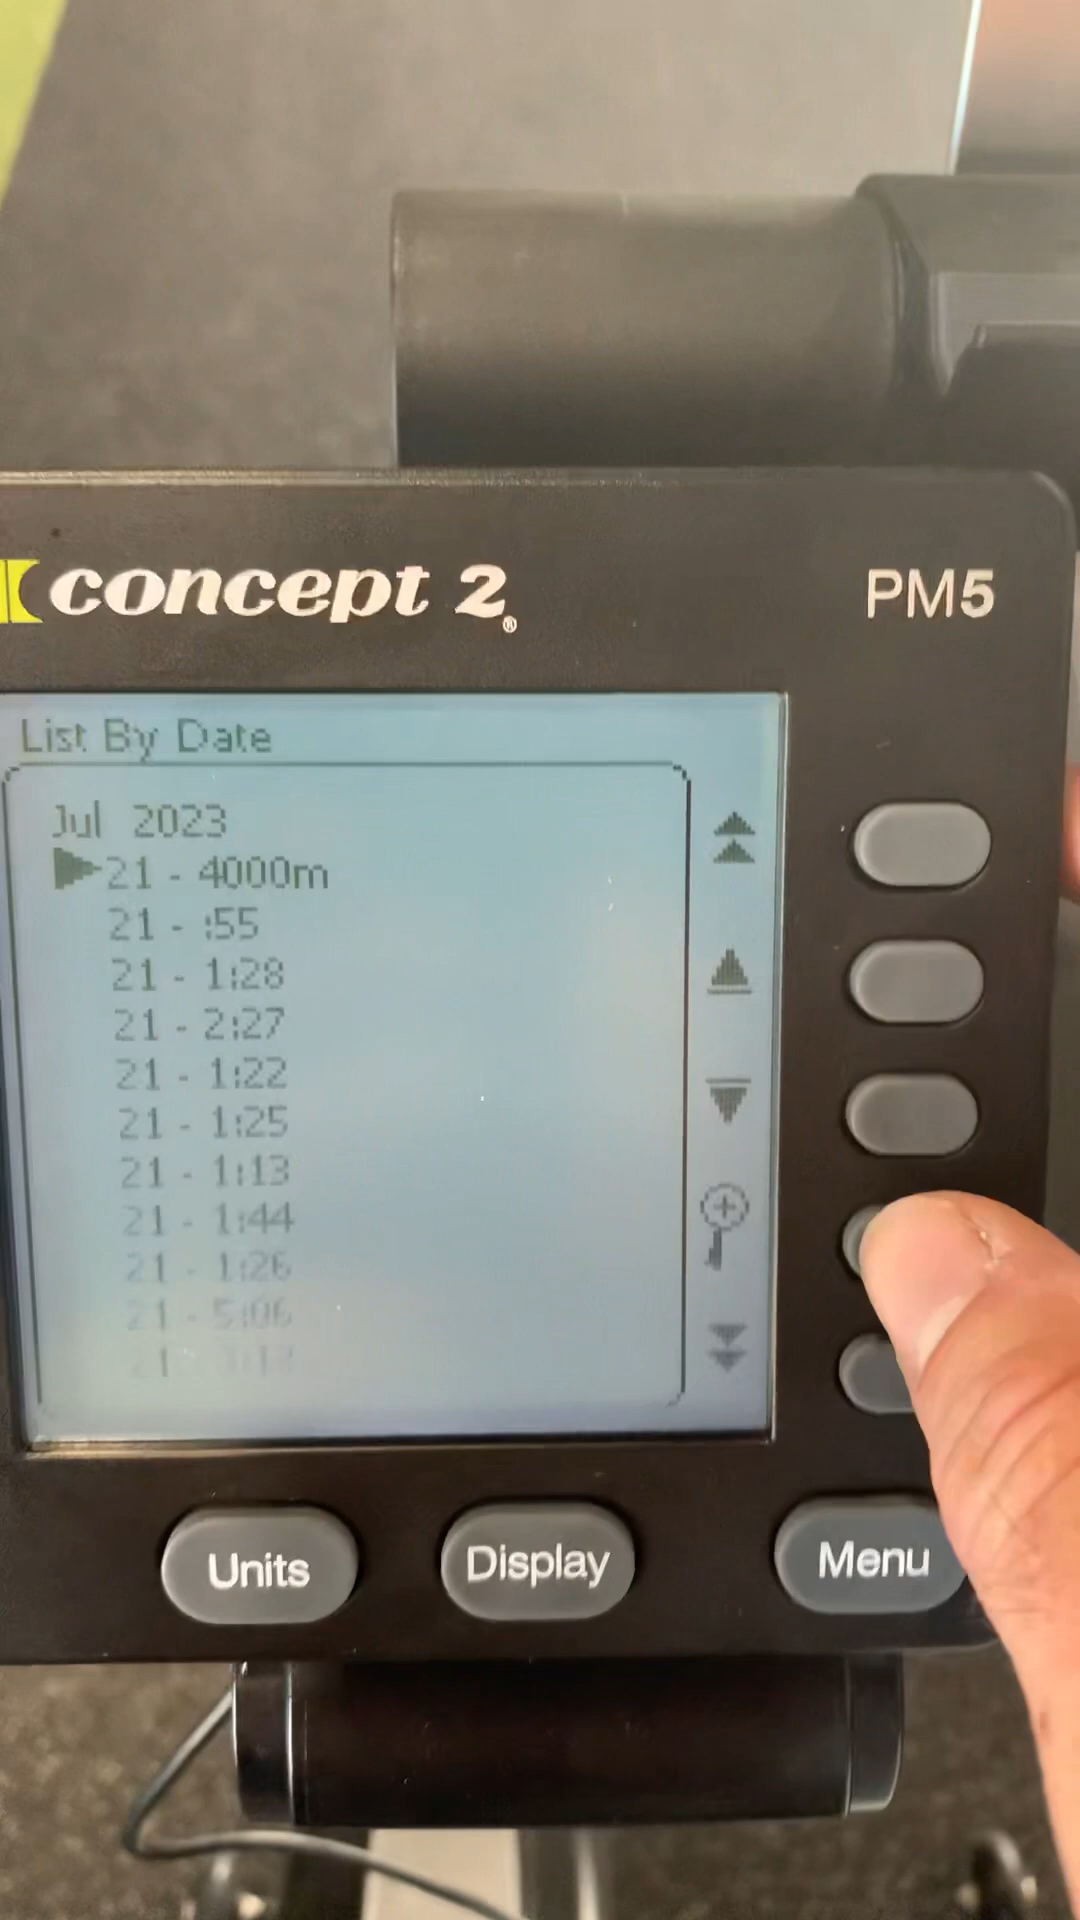 concept 2®
PM5
List By Date
Jul 2023
21 - 4000m
21 - :55
21 - 1:28
21 - 2:27
21 - 1:22
21 - 1:25
21 - 1:13
21 - 1:44
21 - 1:26
21 - 5:06
21
Units
Display
Menu